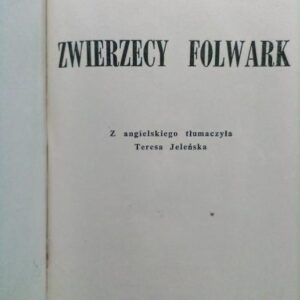 ZWIERZECY FOLWARK
Z angielskiego tłumaczyła
Teresa Jeleńska